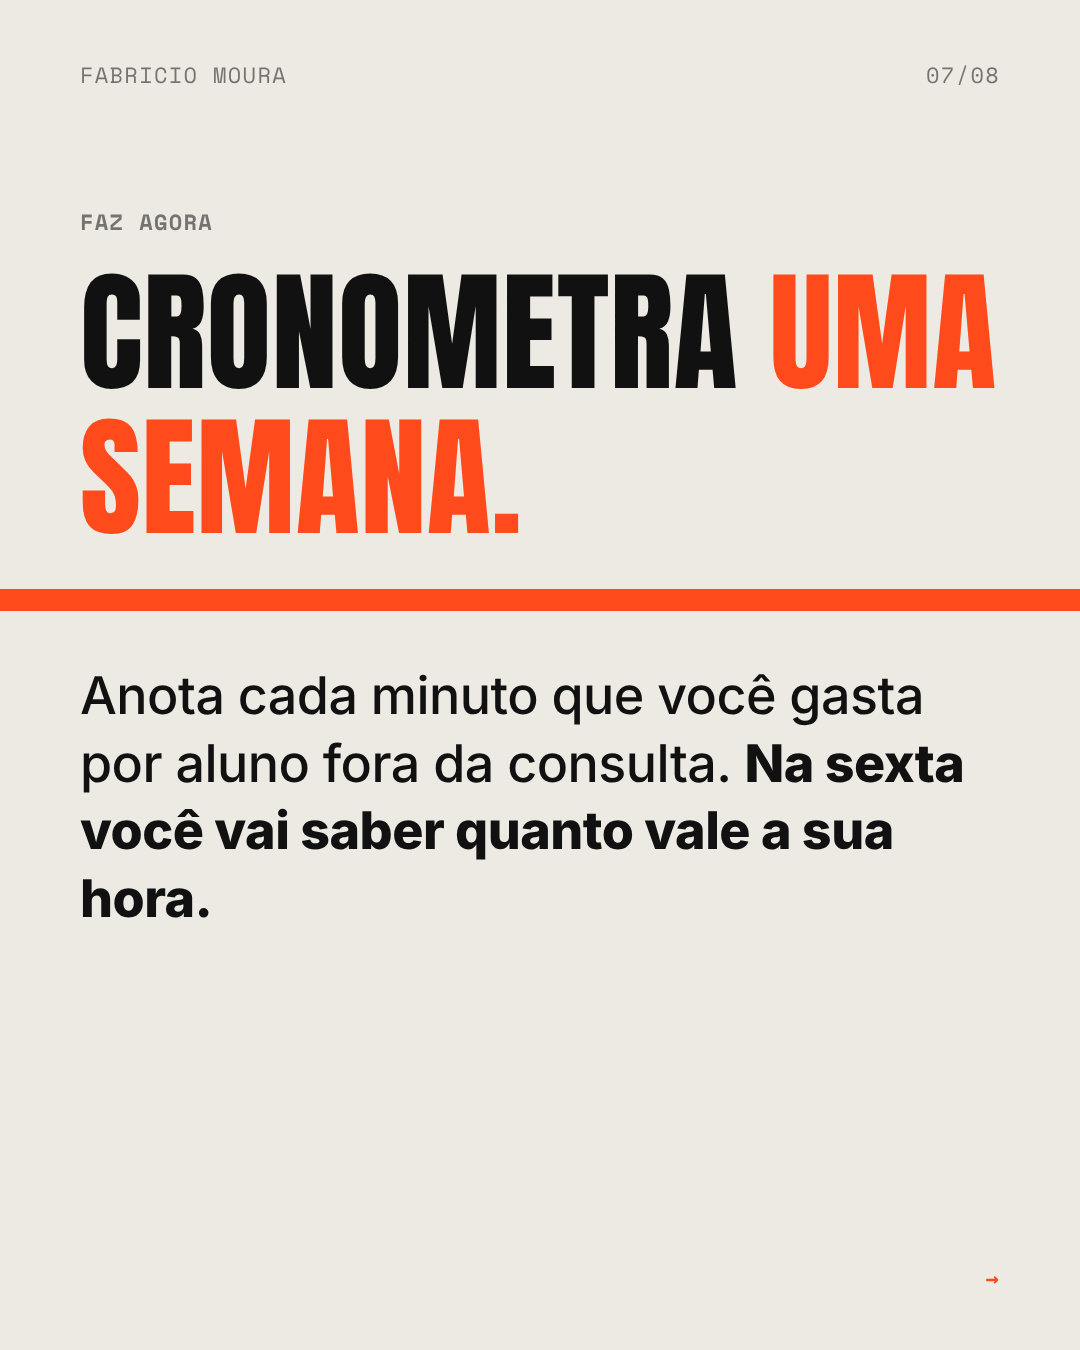 FABRICIO MOURA
07/08
FAZ AGORA
CRONOMETRA UMA
SEMANA.
Anota cada minuto que você gasta
por aluno fora da consulta. Na sexta
você vai saber quanto vale a sua
hora.
→